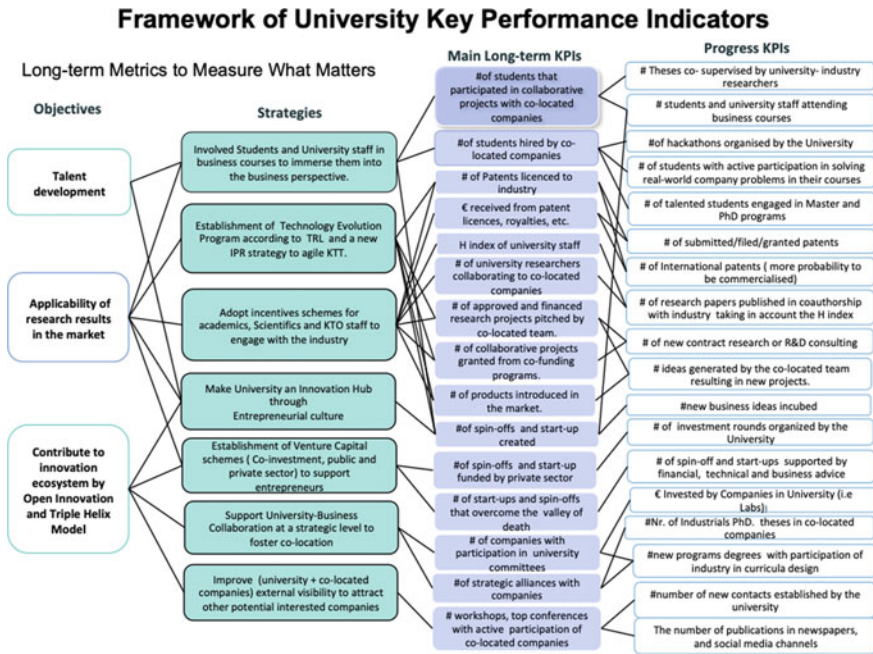 Framework of University Key Performance Indicators
Long-term Metrics to Measure What Matters
Objectives
Talent
development
Applicability of
research results
in the market
Contribute to
innovation
ecosystem by
Open Innovation
and Triple Helix
Model
Strategies
Involved Students and University staff in
business courses to immerse them into
the business perspective.
Establishment of Technology Evolution
Program according to TRL and a new
IPR strategy to agile KTT.
Adopt incentives schemes for
academics, Scientifics and KTO staff to
engage with the industry
Make University an Innovation Hub
through
Entrepreneurial culture
Establishment of Venture Capital
schemes ( Co-investment, public and
private sector) to support
entrepreneurs
Support University-Business
Collaboration at a strategic level to
foster co-location
Improve (university + co-located
companies) external visibility to attract
other potential interested companies
Main Long-term KPIs
#of students that
participated in collaborative
projects with co-located
companies
#of students hired by co-
located companies
# of Patents licenced to
industry
€ received from patent
licences, royalties, etc.
H index of university staff
# of university researchers
collaborating to co-located
companies
# of approved and financed
research projects pitched by
co-located team.
# of collaborative projects
granted from co-funding
programs.
# of products introduced in
the market.
#of spin-offs and start-up
created
#of spin-offs and start-up
funded by private sector
# of start-ups and spin-offs
that overcome the valley of
death
# of companies with
participation in university
committees
#of strategic alliances with
companies
# workshops, top conferences
with active participation of
co-located companies
Progress KPIs
# Theses co- supervised by university- industry
researchers
# students and university staff attending
business courses
#of hackathons organised by the University
# of students with active participation in solving
real-world company problems in their courses
# of talented students engaged in Master and
PhD programs
# of submitted/filed/granted patents
# of International patents ( more probability to
be commercialised)
# of research papers published in coauthorship
with industry taking in account the H index
# of new contract research or R&D consulting
# ideas generated by the co-located team
resulting in new projects.
#new business ideas incubed
# of investment rounds organized by the
University
# of spin-off and start-ups supported by
financial, technical and business advice
€ Invested by Companies in University (i.e
Labs))
#Nr. of Industrials PhD. theses in co-located
companies
#new programs degrees with participation of
industry in curricula design
#number of new contacts established by the
university
The number of publications in newspapers,
and social media channels